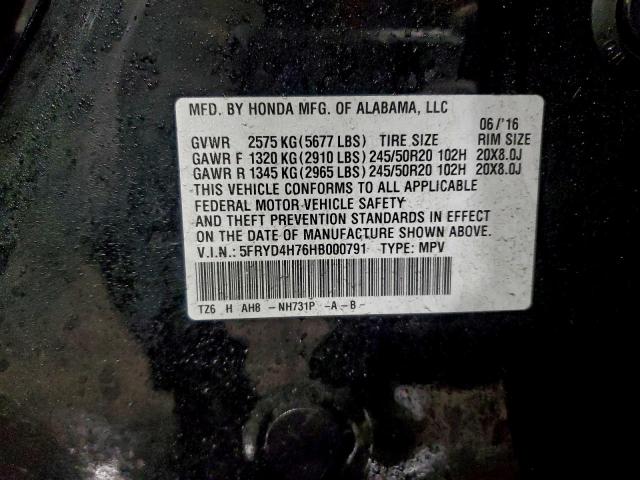 MFD. BY HONDA MFG. OF ALABAMA, LLC
06 /'16
GVWR 2575 KG (5677 LBS) TIRE SIZE RIM SIZE
GAWR F 1320 KG (2910 LBS) 245/50R20 102H 20X8.0J
GAWR R 1345 KG (2965 LBS) 245/50R20 102H 20X8.0J
THIS VEHICLE CONFORMS TO ALL APPLICABLE
FEDERAL MOTOR VEHICLE SAFETY
AND THEFT PREVENTION STANDARDS IN EFFECT
ON THE DATE OF MANUFACTURE SHOWN ABOVE.
V.I.N.: 5FRYD4H76HB000791 TYPE: MPV
TZ6 H AH8 - NH731P -A -B-